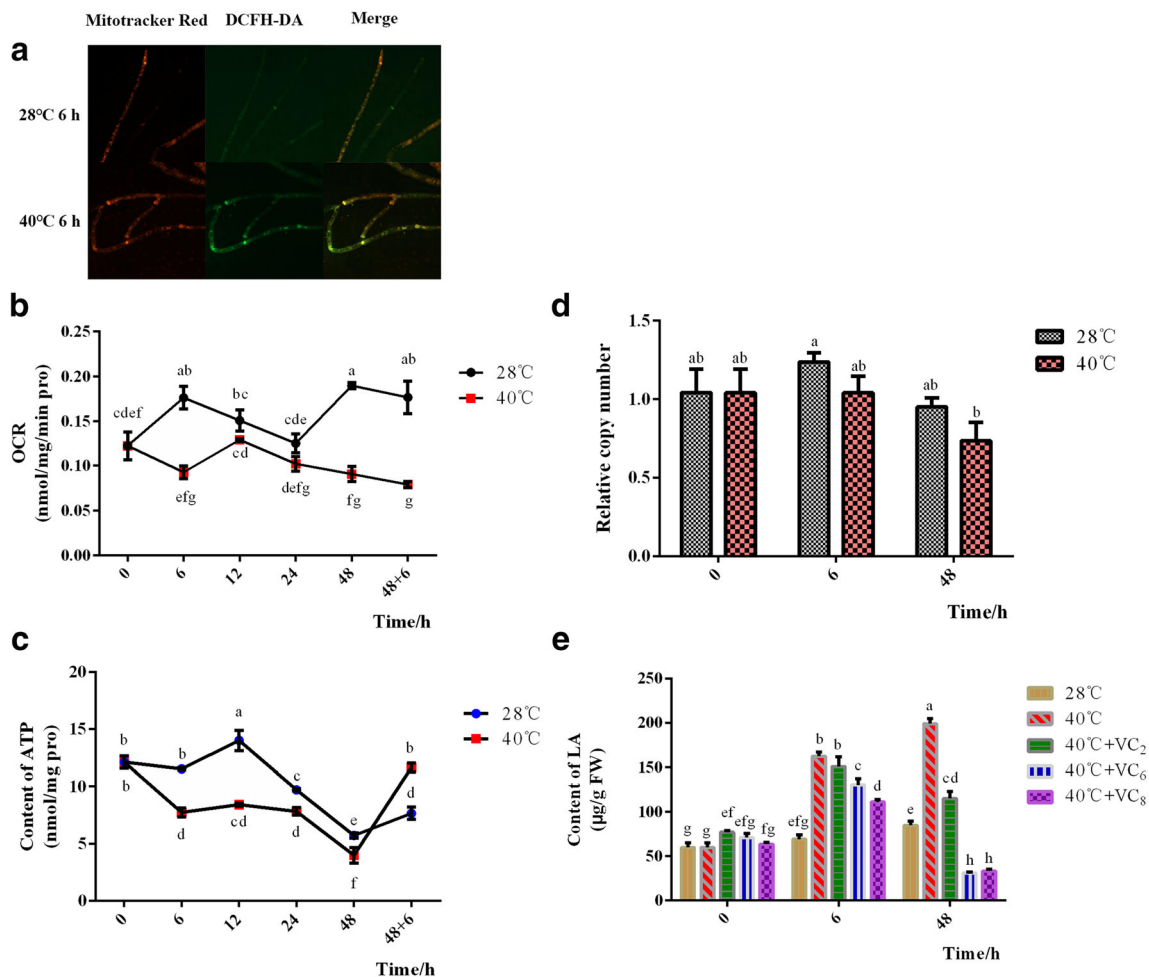 Mitotracker Red DCFH-DA Merge
a
28°C 6 h
40°C 6 h
b
0.25
0.20
0.15
0.10
0.05
0.00
OCR
(nmol/mg/min pro)
cdef
ab
bc
cde
a
ab
efg
cd
defg
fg
g
28℃
40℃
0 6 12 24 48 48+6
Time/h
d
1.5
1.0
0.5
0.0
Relative copy number
ab ab a ab ab b
28℃
40℃
0 6 48
Time/h
c
20
15
10
5
0
Content of ATP
(nmol/mg pro)
b
b
a
c
e
b
b
d
cd
d
f
d
28℃
40℃
0 6 12 24 48 48+6
Time/h
e
250
200
150
100
50
0
Content of LA
(μg/g FW)
g g ef efg fg
efg b b c d
e a cd h h
28℃
40℃
40℃+VC₂
40℃+VC₆
40℃+VC₈
0 6 48
Time/h